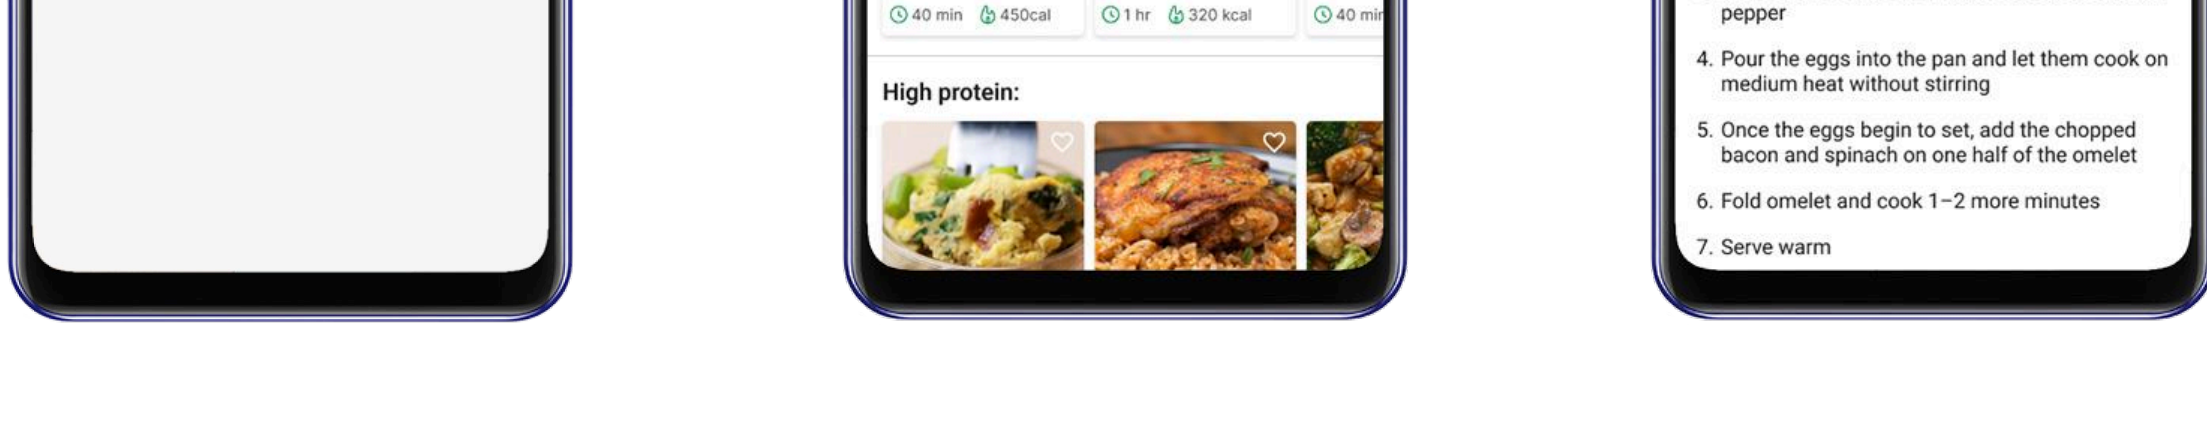 40 min 450cal
1 hr 320 kcal
40 min
High protein:
pepper
4. Pour the eggs into the pan and let them cook on
medium heat without stirring
5. Once the eggs begin to set, add the chopped
bacon and spinach on one half of the omelet
6. Fold omelet and cook 1–2 more minutes
7. Serve warm